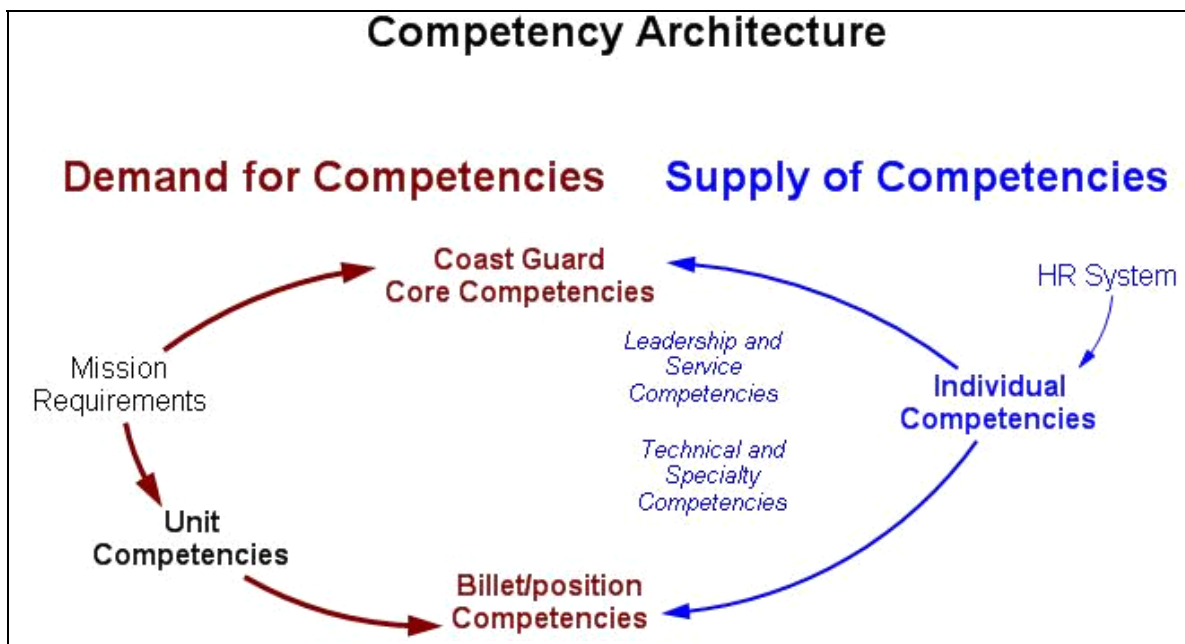 Competency Architecture
Demand for Competencies
Supply of Competencies
Coast Guard
Core Competencies
HR System
Leadership and
Service
Competencies
Mission
Requirements
Individual
Competencies
Technical and
Specialty
Competencies
Unit
Competencies
Billet/position
Competencies